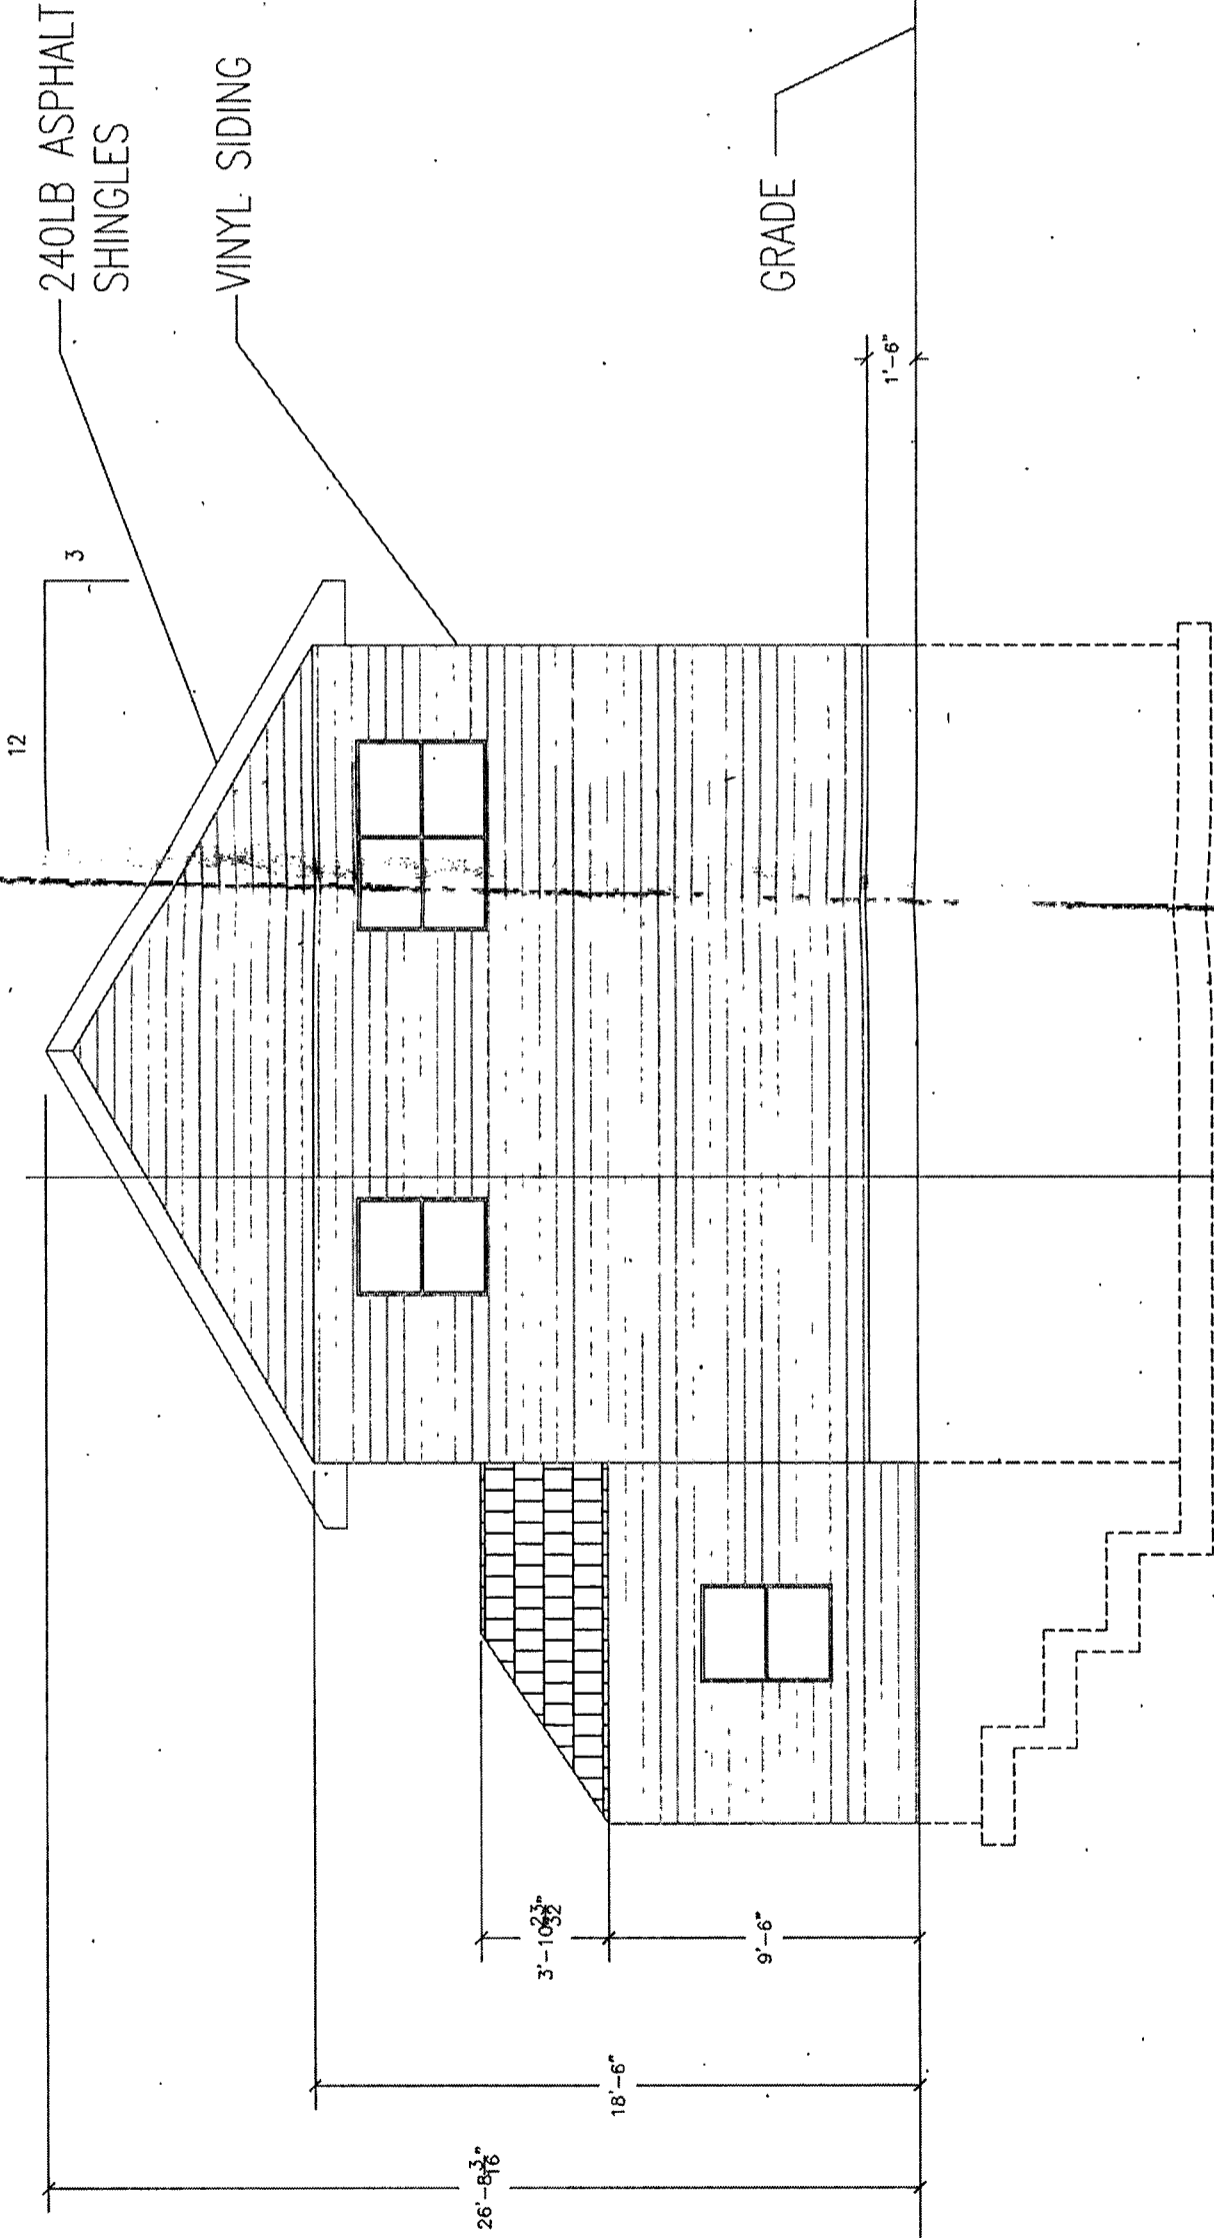 240LB ASPHALT
SHINGLES
VINYL SIDING
GRADE
12
3
1'-6"
3'-10 23/32"
9'-6"
18'-6"
26'-8 3/16"